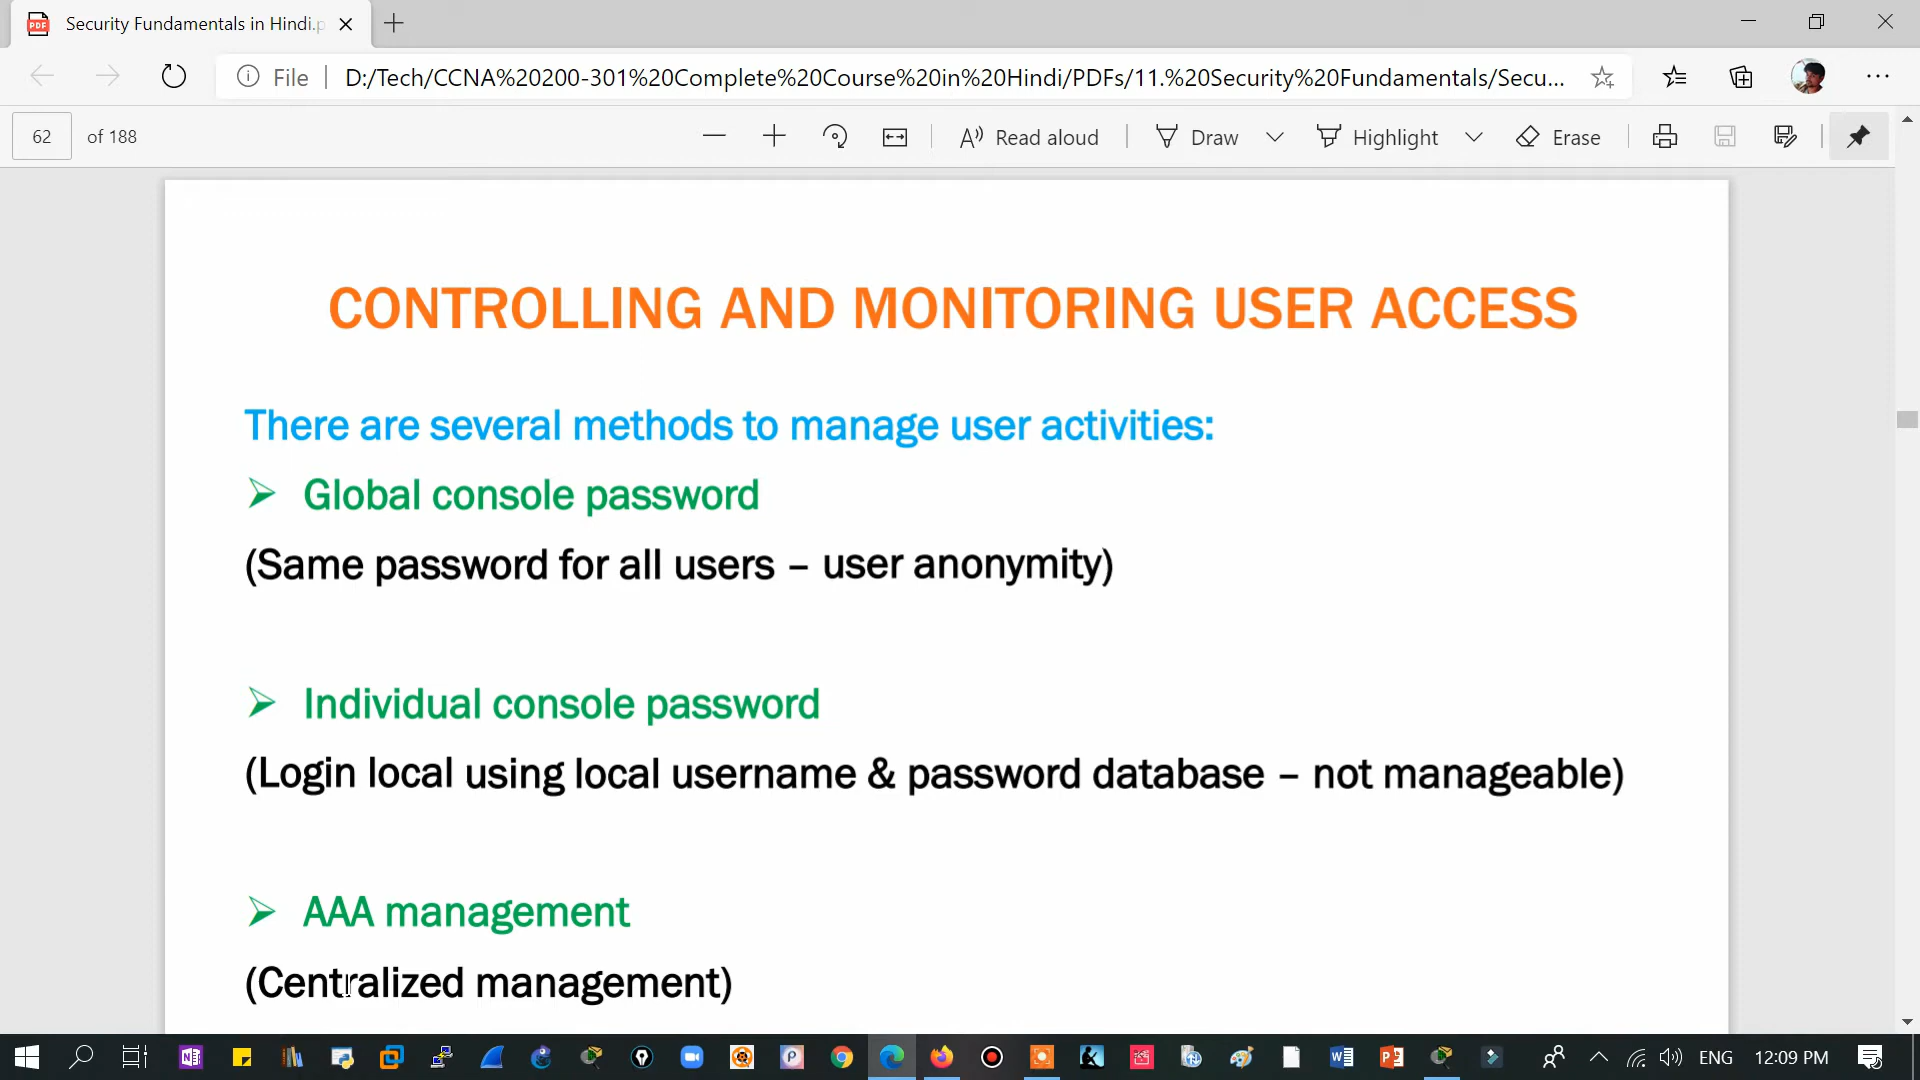 Security Fundamentals in Hindi.p
File
D:/Tech/CCNA%20200-301%20Complete%20Course%20in%20Hindi/PDFs/11.%20Security%20Fundamentals/Secu...
62 of 188
Read aloud
Draw
Highlight
Erase
CONTROLLING AND MONITORING USER ACCESS
There are several methods to manage user activities:
Global console password
(Same password for all users – user anonymity)
Individual console password
(Login local using local username & password database – not manageable)
AAA management
(Centralized management)
ENG
12:09 PM